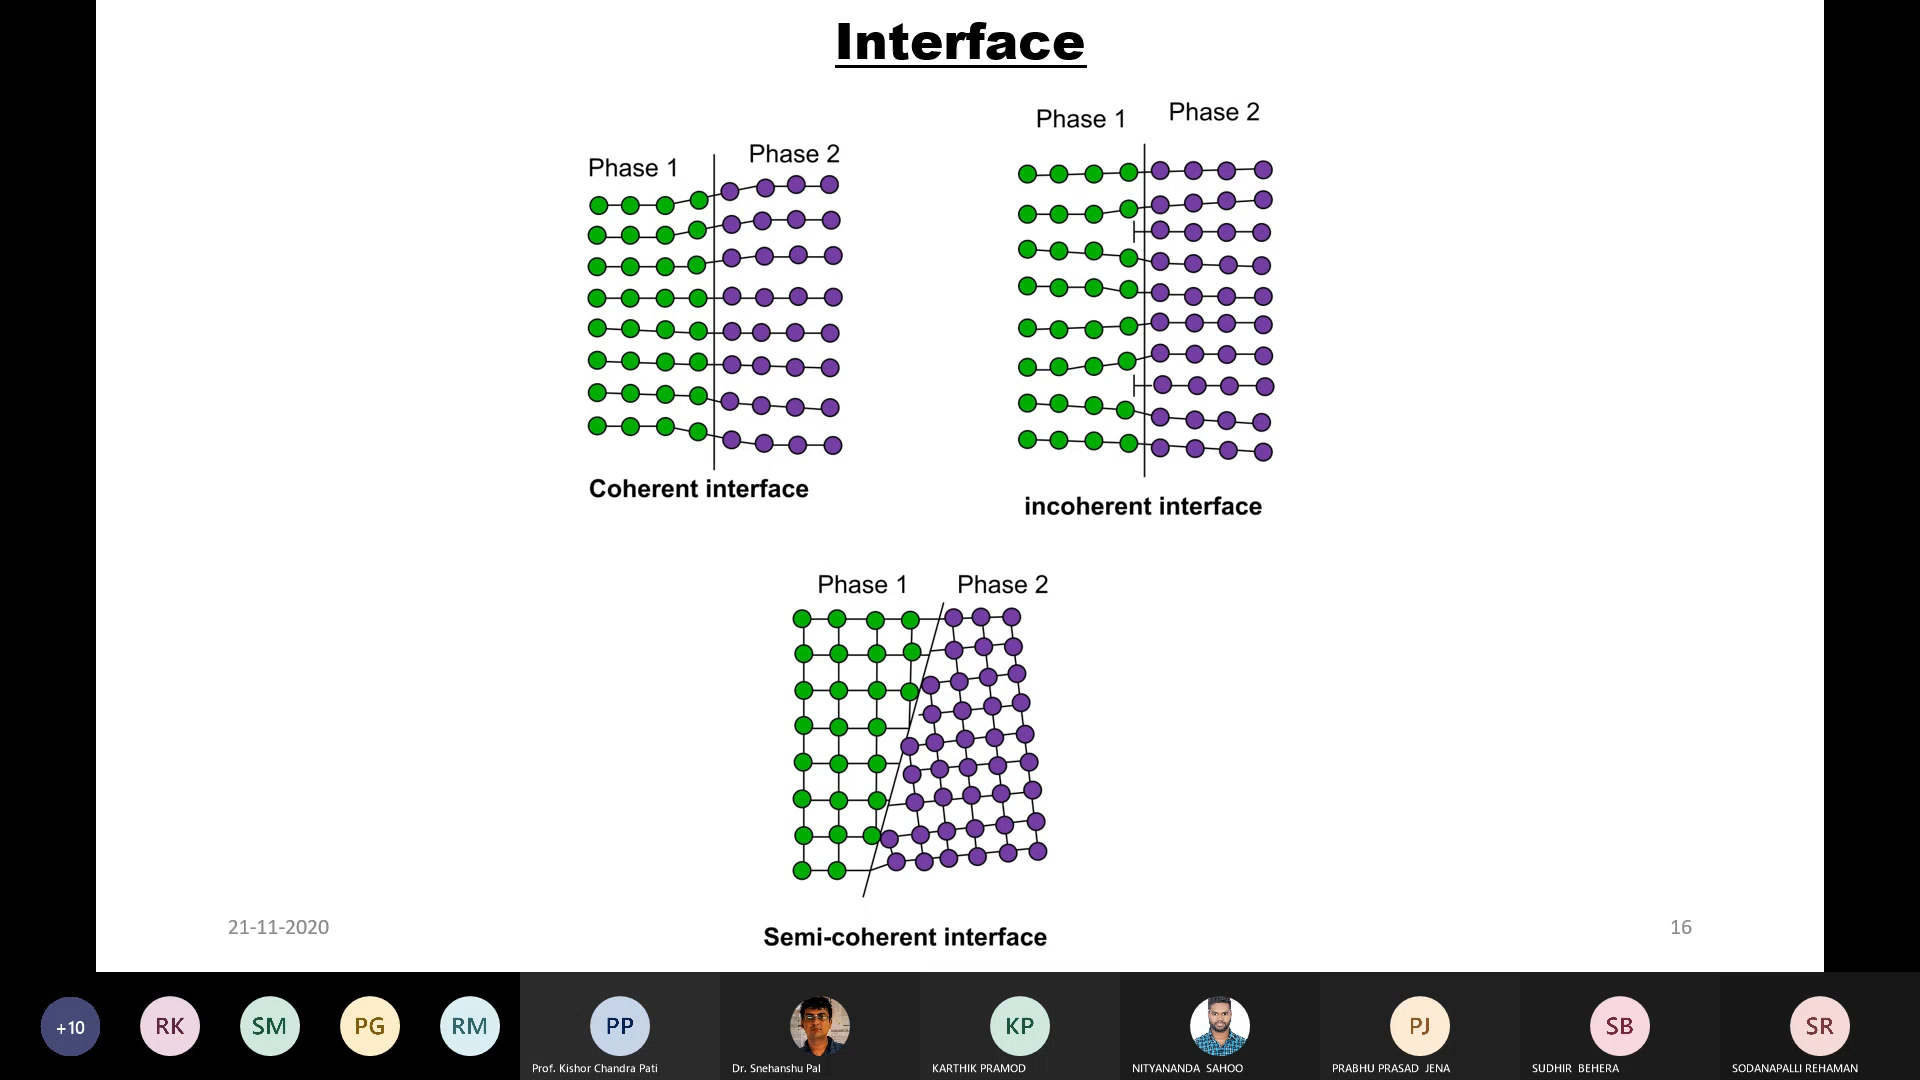 Interface
Phase 1
Phase 2
Coherent interface
Phase 1
Phase 2
incoherent interface
Phase 1
Phase 2
Semi-coherent interface
21-11-2020
16
+10
RK
SM
PG
RM
PP
Prof. Kishor Chandra Pati
Dr. Snehanshu Pal
KP
KARTHIK PRAMOD
NITYANANDA SAHOO
PJ
PRABHU PRASAD JENA
SB
SUDHIR BEHERA
SR
SODANAPALLI REHAMAN